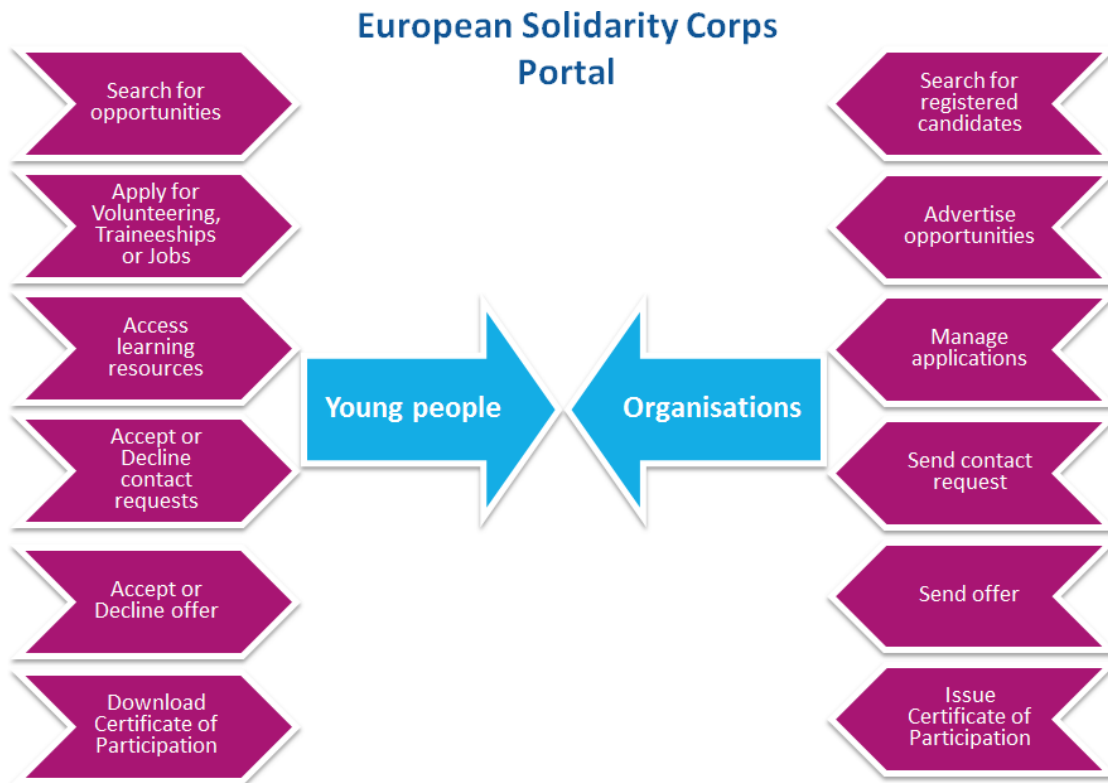 European Solidarity Corps
Portal
Search for
opportunities
Apply for
Volunteering,
Traineeships
or Jobs
Access
learning
resources
Accept or
Decline
contact
requests
Accept or
Decline offer
Download
Certificate of
Participation
Young people
Organisations
Search for
registered
candidates
Advertise
opportunities
Manage
applications
Send contact
request
Send offer
Issue
Certificate of
Participation